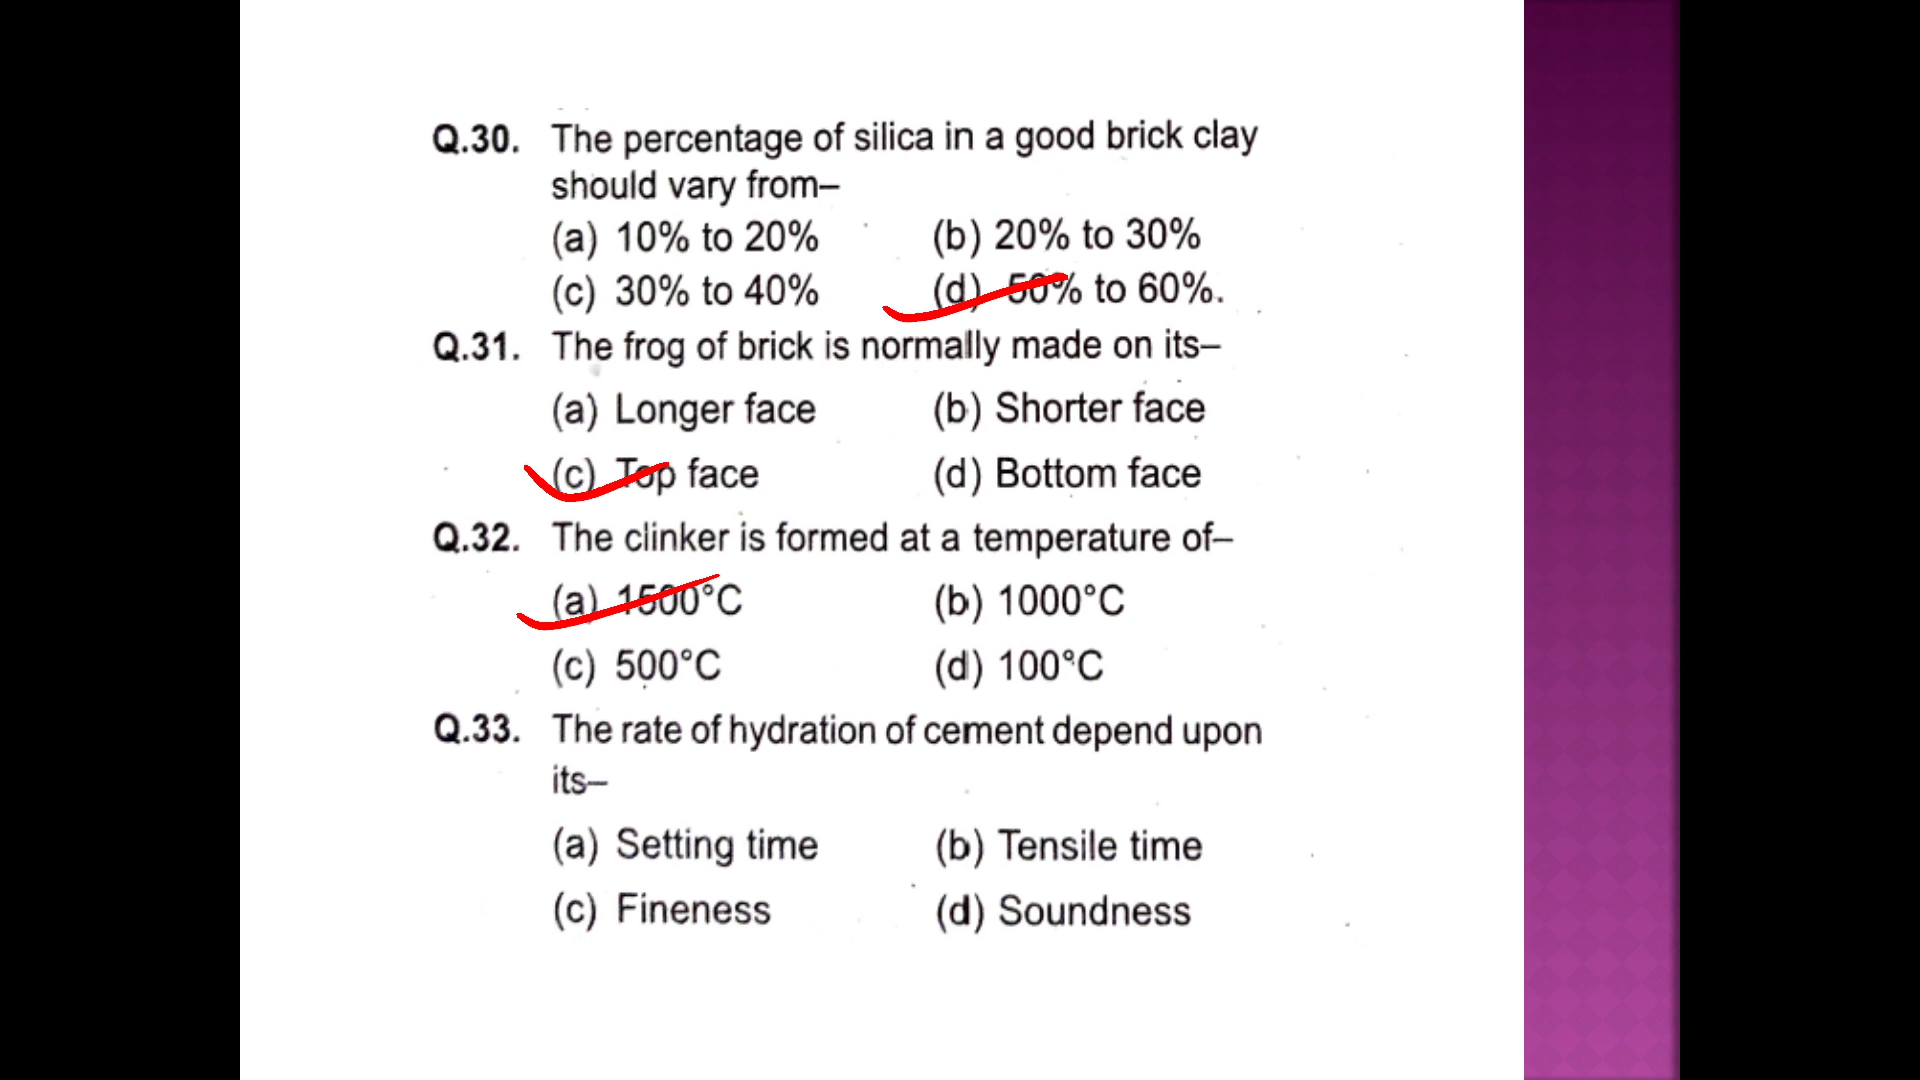 Q.30. The percentage of silica in a good brick clay
should vary from–
(a) 10% to 20% (b) 20% to 30%
(c) 30% to 40% (d) 50% to 60%.
Q.31. The frog of brick is normally made on its–
(a) Longer face (b) Shorter face
(c) Top face (d) Bottom face
Q.32. The clinker is formed at a temperature of–
(a) 1500°C (b) 1000°C
(c) 500°C (d) 100°C
Q.33. The rate of hydration of cement depend upon
its–
(a) Setting time (b) Tensile time
(c) Fineness (d) Soundness